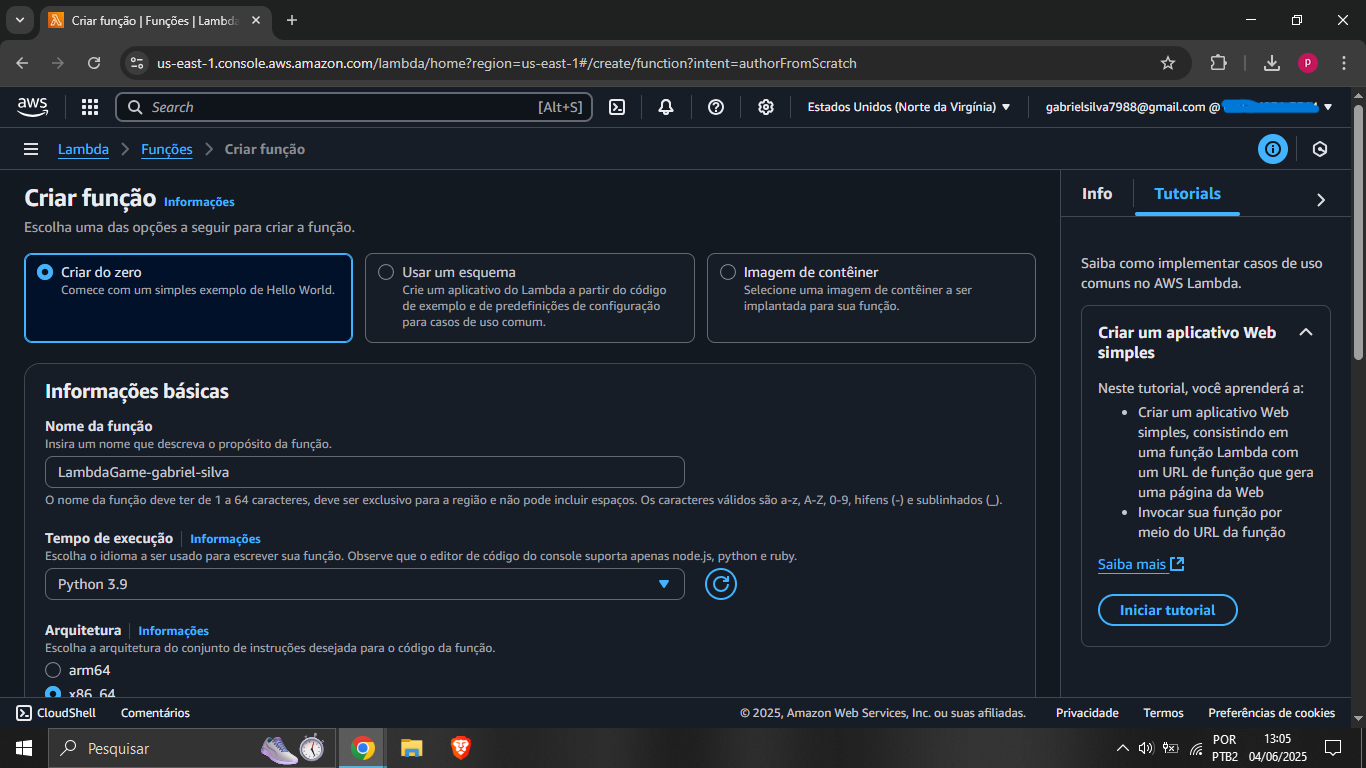 Criar função | Funções | Lambda
us-east-1.console.aws.amazon.com/lambda/home?region=us-east-1#/create/function?intent=authorFromScratch
p
aws
Search
[Alt+S]
Estados Unidos (Norte da Virgínia)
gabrielsilva7988@gmail.com @
Lambda
Funções
Criar função
Criar função
Informações
Escolha uma das opções a seguir para criar a função.
Criar do zero
Comece com um simples exemplo de Hello World.
Usar um esquema
Crie um aplicativo do Lambda a partir do código
de exemplo e de predefinições de configuração
para casos de uso comum.
Imagem de contêiner
Selecione uma imagem de contêiner a ser
implantada para sua função.
Informações básicas
Nome da função
Insira um nome que descreva o propósito da função.
LambdaGame-gabriel-silva
O nome da função deve ter de 1 a 64 caracteres, deve ser exclusivo para a região e não pode incluir espaços. Os caracteres válidos são a-z, A-Z, 0-9, hifens (-) e sublinhados (_).
Tempo de execução
Informações
Escolha o idioma a ser usado para escrever sua função. Observe que o editor de código do console suporta apenas node.js, python e ruby.
Python 3.9
Arquitetura
Informações
Escolha a arquitetura do conjunto de instruções desejada para o código da função.
arm64
x86_64
Info
Tutorials
Saiba como implementar casos de uso
comuns no AWS Lambda.
Criar um aplicativo Web
simples
Neste tutorial, você aprenderá a:
• Criar um aplicativo Web
simples, consistindo em
uma função Lambda com
um URL de função que gera
uma página da Web
• Invocar sua função por
meio do URL da função
Saiba mais
Iniciar tutorial
CloudShell
Comentários
© 2025, Amazon Web Services, Inc. ou suas afiliadas.
Privacidade
Termos
Preferências de cookies
Pesquisar
POR
PTB2
13:05
04/06/2025